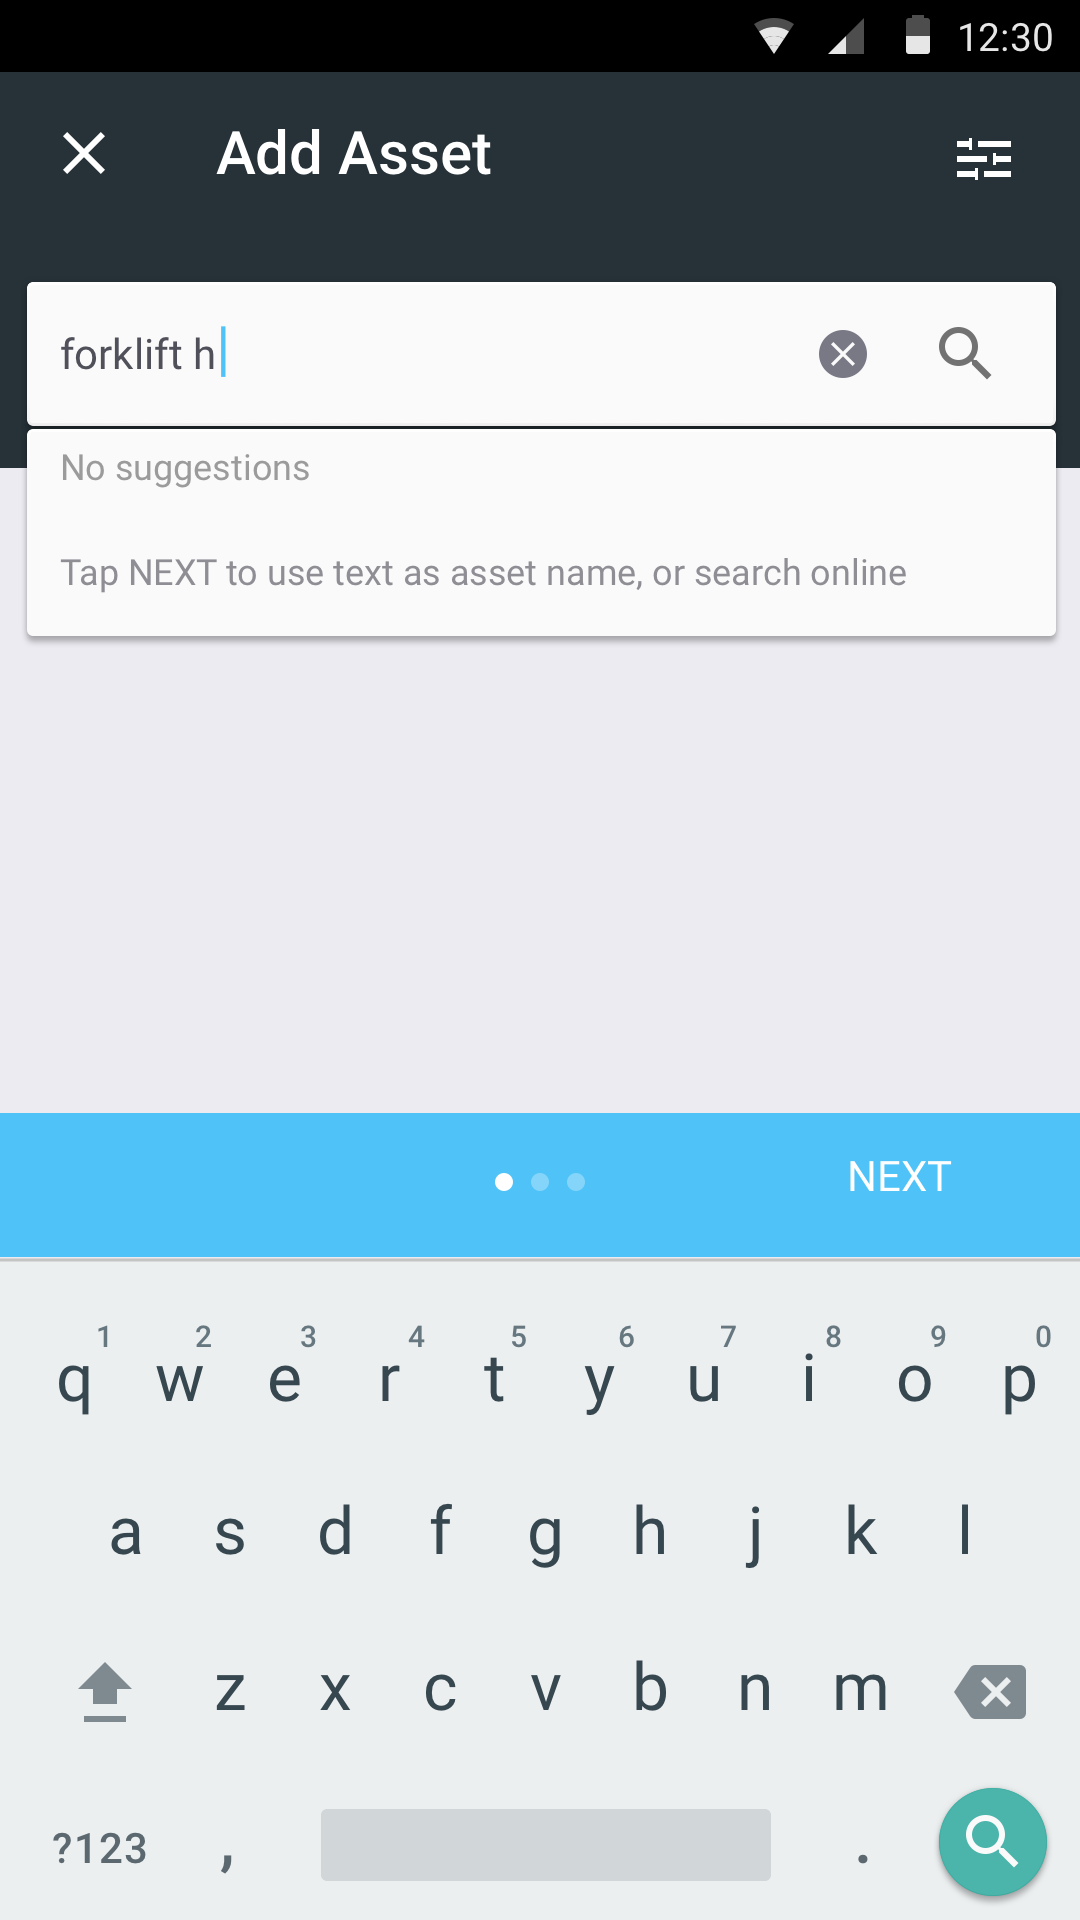 12:30
Add Asset
forklift h
No suggestions
Tap NEXT to use text as asset name, or search online
NEXT
1 2 3 4 5 6 7 8 9 0
q w e r t y u i o p
a s d f g h j k l
z x c v b n m
?123 , .